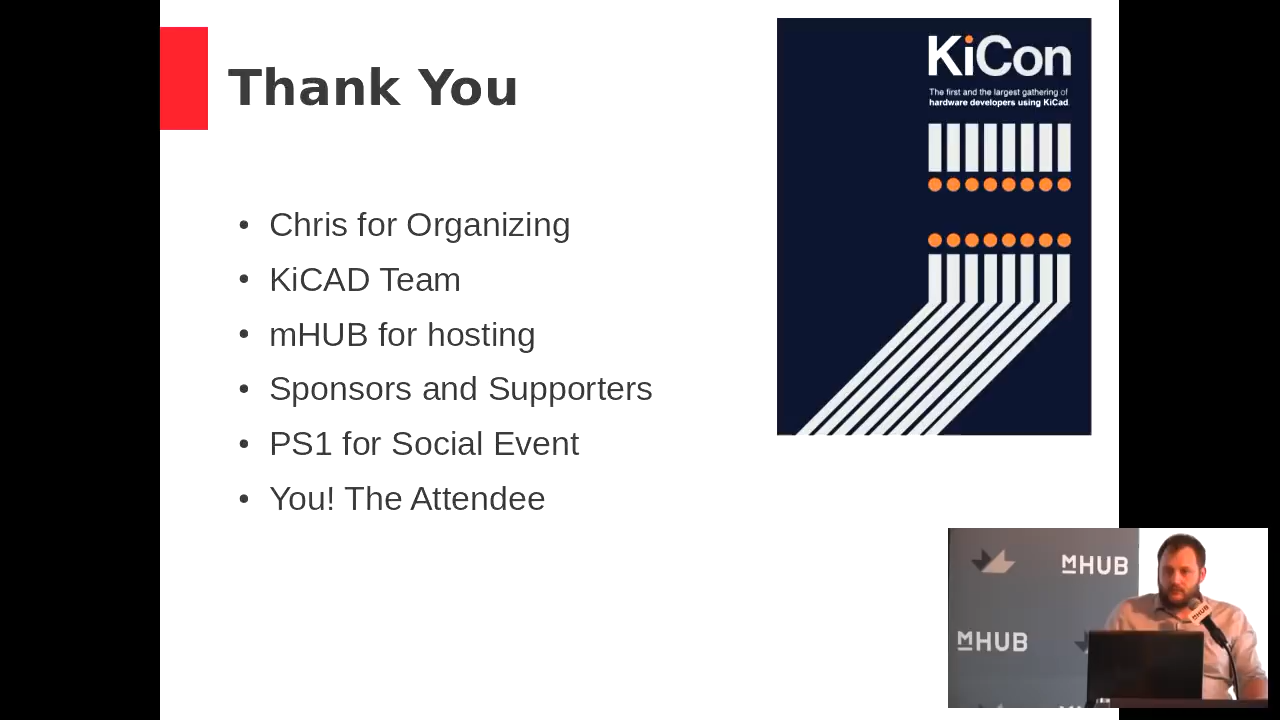 Thank You
KiCon
The first and the largest gathering of
hardware developers using KiCad
• Chris for Organizing
• KiCAD Team
• mHUB for hosting
• Sponsors and Supporters
• PS1 for Social Event
• You! The Attendee
mHUB
mHUB
mHUB